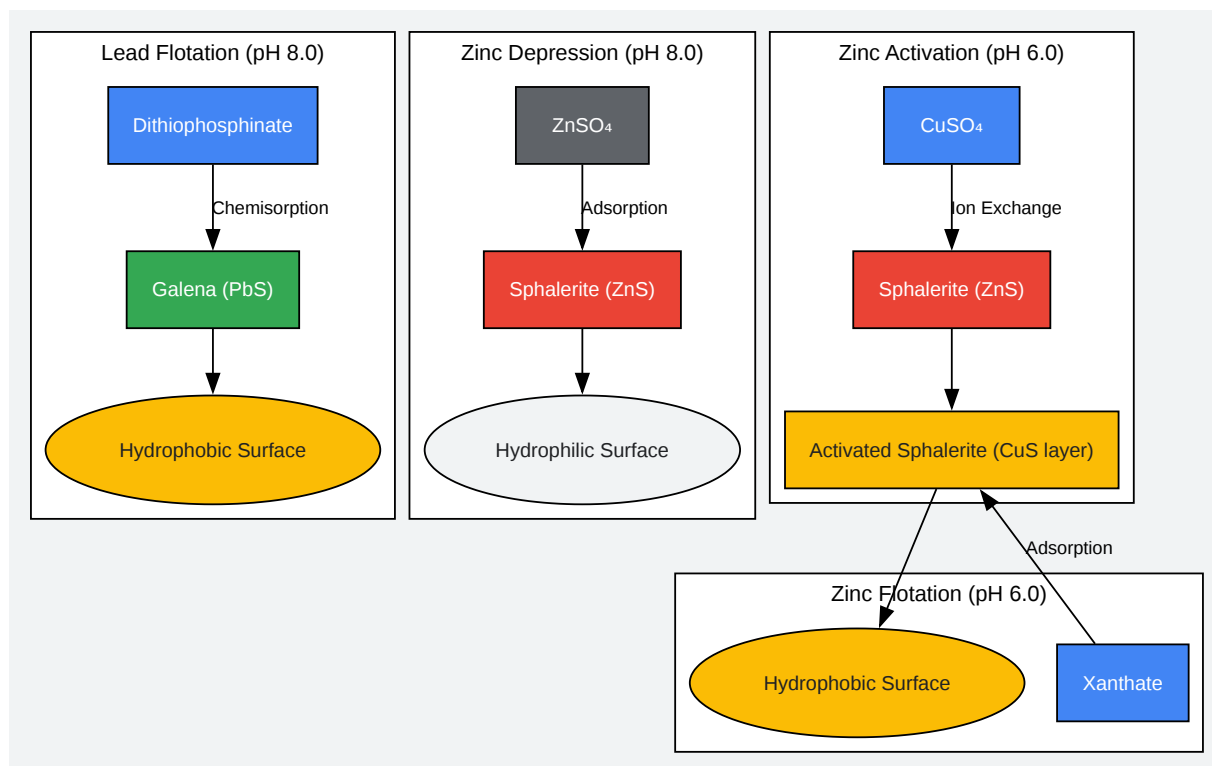 Lead Flotation (pH 8.0)
Dithiophosphinate
Chemisorption
Galena (PbS)
Hydrophobic Surface
Zinc Depression (pH 8.0)
ZnSO₄
Adsorption
Sphalerite (ZnS)
Hydrophilic Surface
Zinc Activation (pH 6.0)
CuSO₄
Ion Exchange
Sphalerite (ZnS)
Activated Sphalerite (CuS layer)
Adsorption
Zinc Flotation (pH 6.0)
Hydrophobic Surface
Xanthate